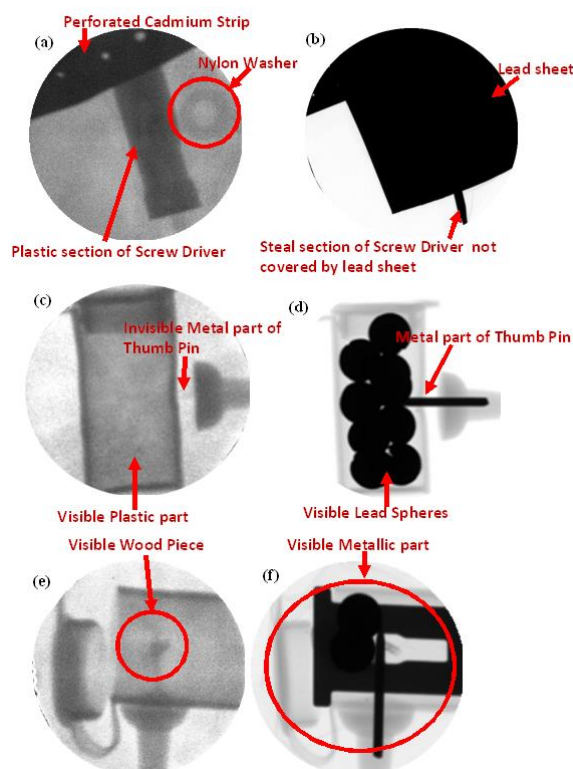 Perforated Cadmium Strip
(a)
(b)
Nylon Washer
Lead sheet
Plastic section of Screw Driver
Steal section of Screw Driver not
covered by lead sheet
(c)
(d)
Invisible Metal part of
Thumb Pin
Metal part of Thumb Pin
Visible Plastic part
Visible Lead Spheres
Visible Wood Piece
Visible Metallic part
(e)
(f)